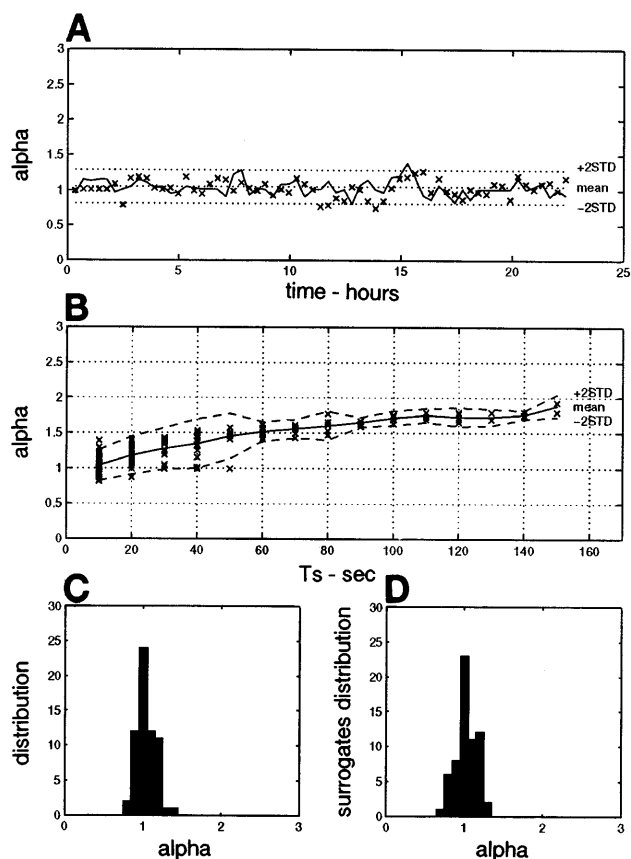 A
3
2.5
2
1.5
1
0.5
0
alpha
+2STD
mean
−2STD
0 5 10 15 20 25
time - hours
B
3
2.5
2
1.5
1
0.5
0
alpha
+2STD
mean
−2STD
0 20 40 60 80 100 120 140 160
Ts - sec
C
30
25
20
15
10
5
0
distribution
0 1 2 3
alpha
D
30
25
20
15
10
5
0
surrogates distribution
0 1 2 3
alpha